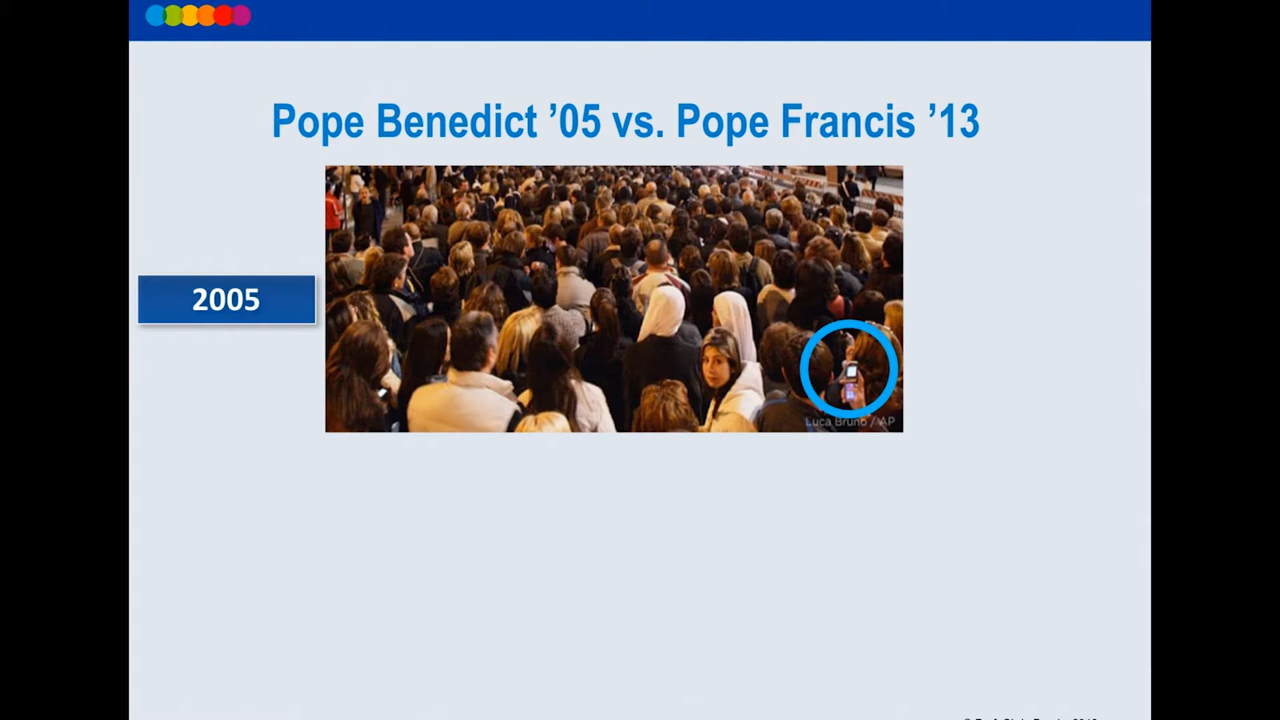 Pope Benedict ’05 vs. Pope Francis ’13
2005
Luca Bruno / AP